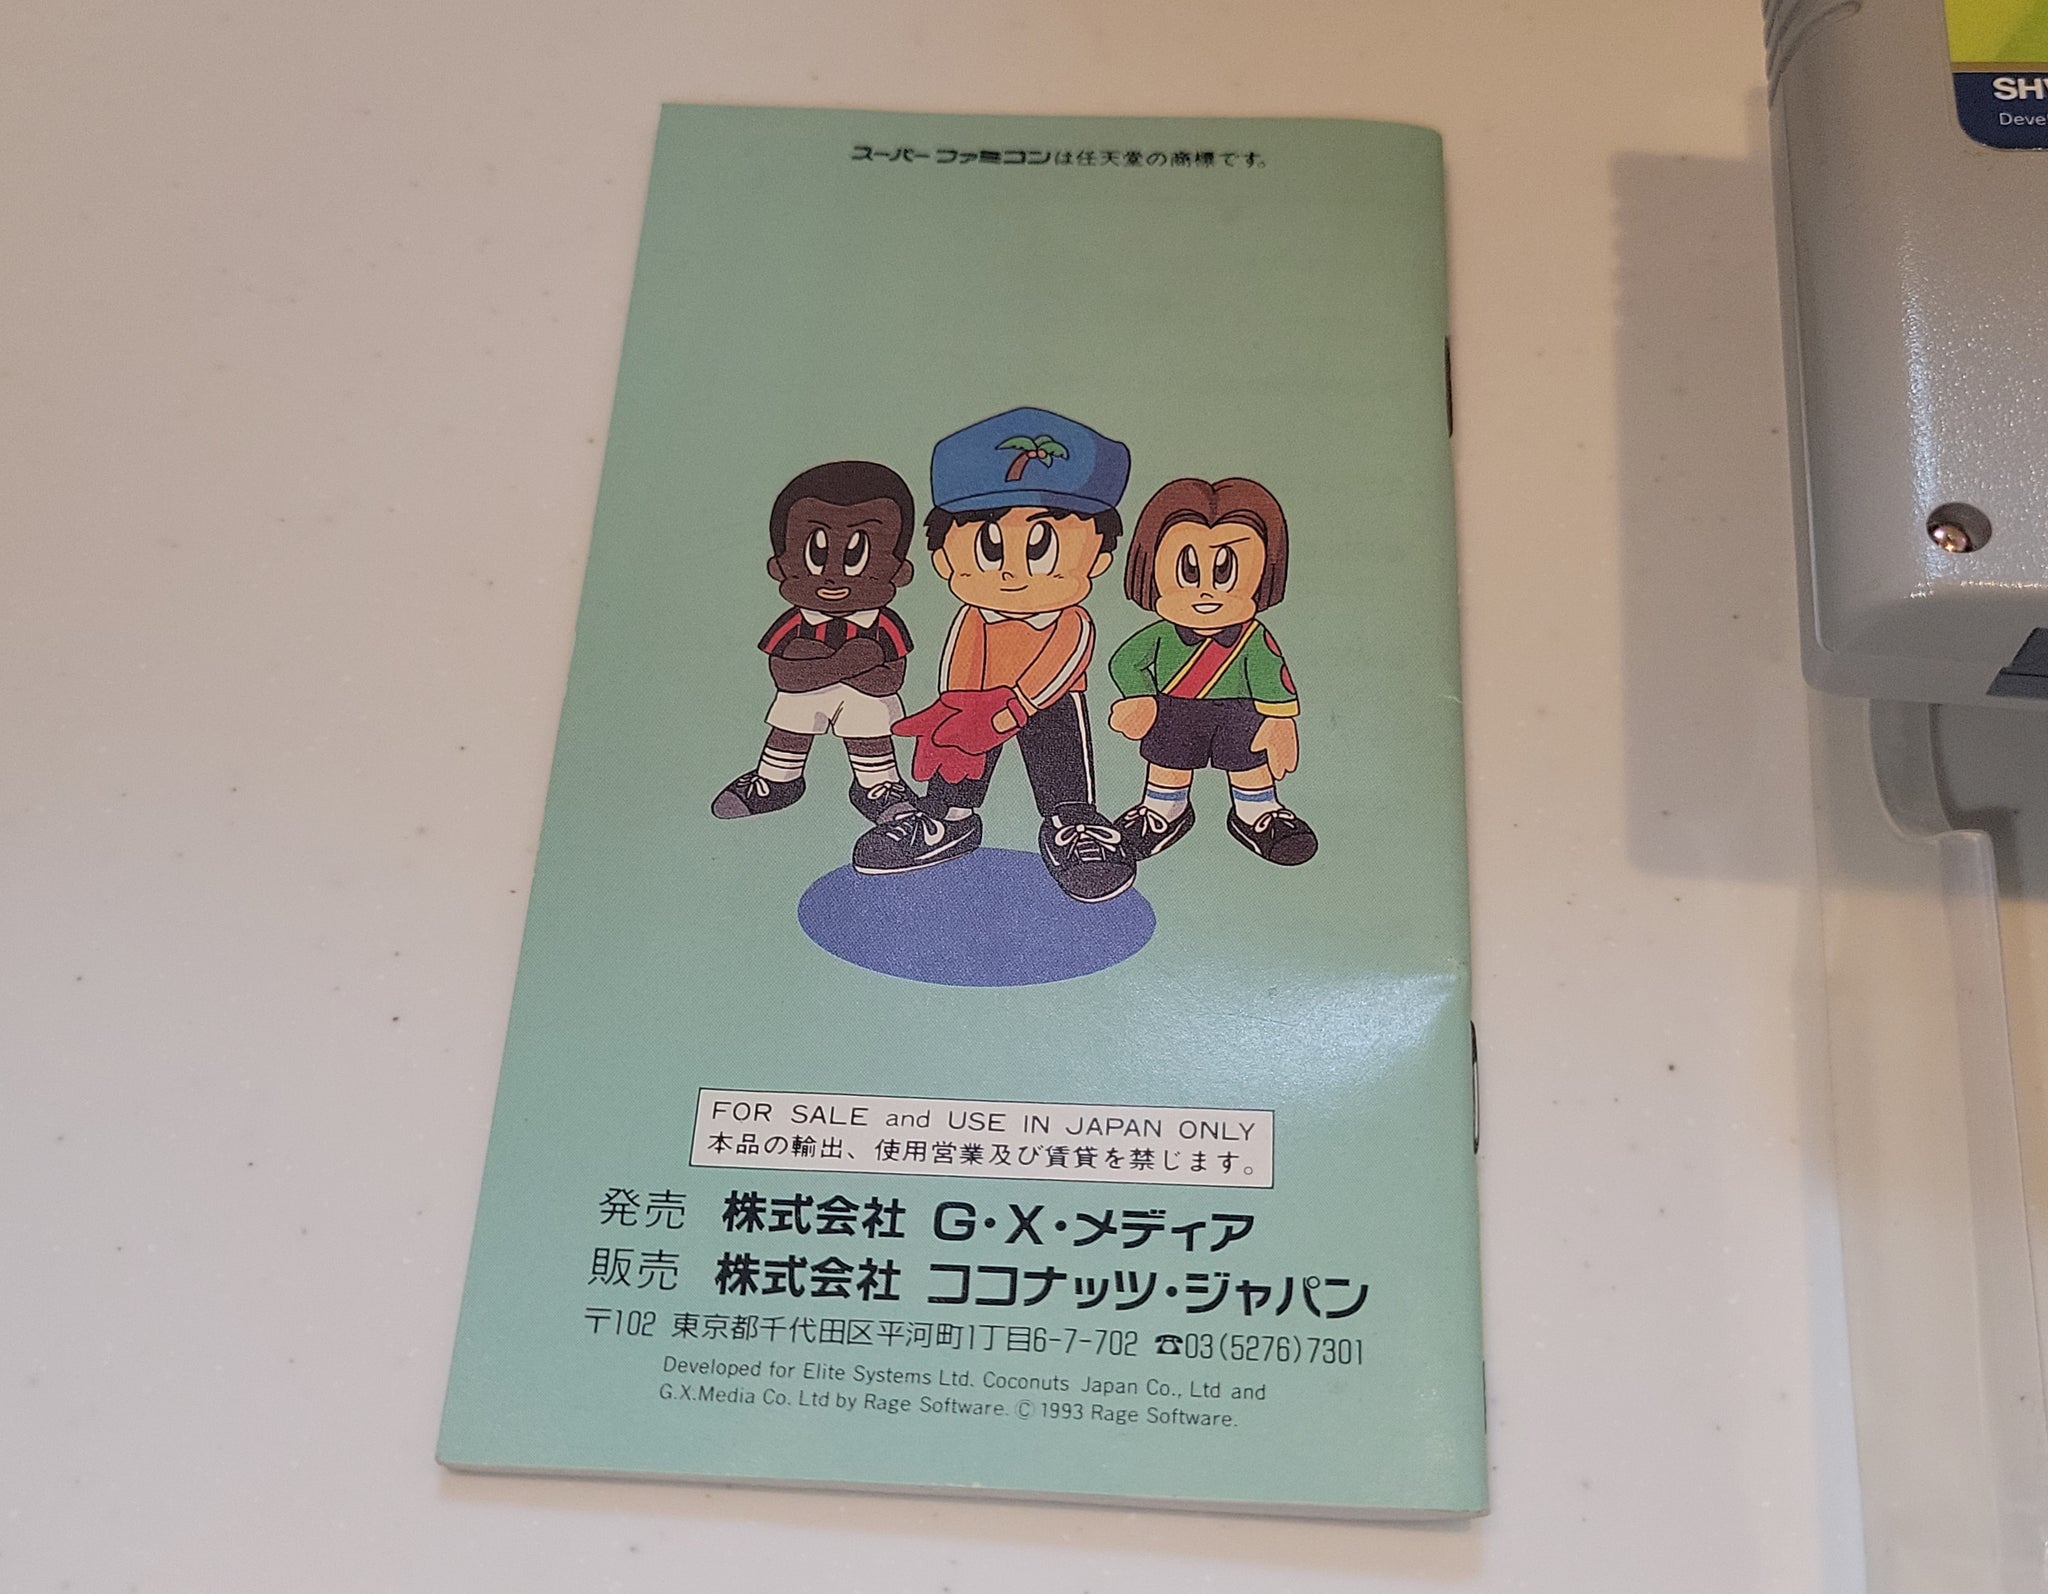 スーパーファミコンは任天堂の商標です。
FOR SALE and USE IN JAPAN ONLY
本品の輸出、使用営業及び賃貸を禁じます。
発売 株式会社 G・X・メディア
販売 株式会社 ココナッツ・ジャパン
〒102 東京都千代田区平河町1丁目6-7-702 ☎03(5276)7301
Developed for Elite Systems Ltd. Coconuts Japan Co., Ltd and
G.X.Media Co. Ltd by Rage Software. © 1993 Rage Software.